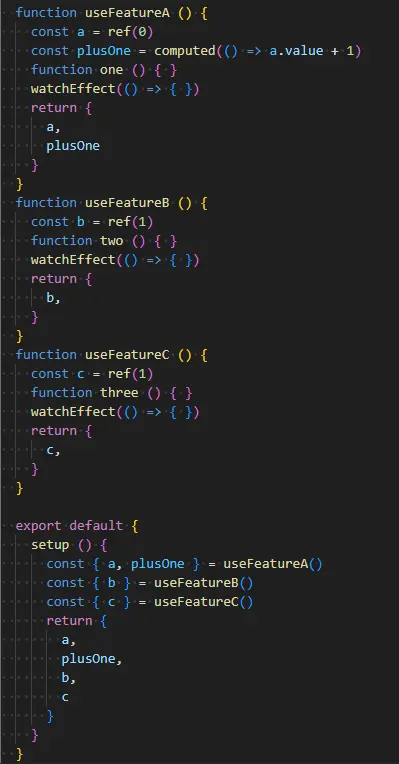 function useFeatureA () {
  const a = ref(0)
  const plusOne = computed(() => a.value + 1)
  function one () { }
  watchEffect(() => { })
  return {
    a,
    plusOne
  }
}
function useFeatureB () {
  const b = ref(1)
  function two () { }
  watchEffect(() => { })
  return {
    b,
  }
}
function useFeatureC () {
  const c = ref(1)
  function three () { }
  watchEffect(() => { })
  return {
    c,
  }
}

export default {
  setup () {
    const { a, plusOne } = useFeatureA()
    const { b } = useFeatureB()
    const { c } = useFeatureC()
    return {
      a,
      plusOne,
      b,
      c
    }
  }
}